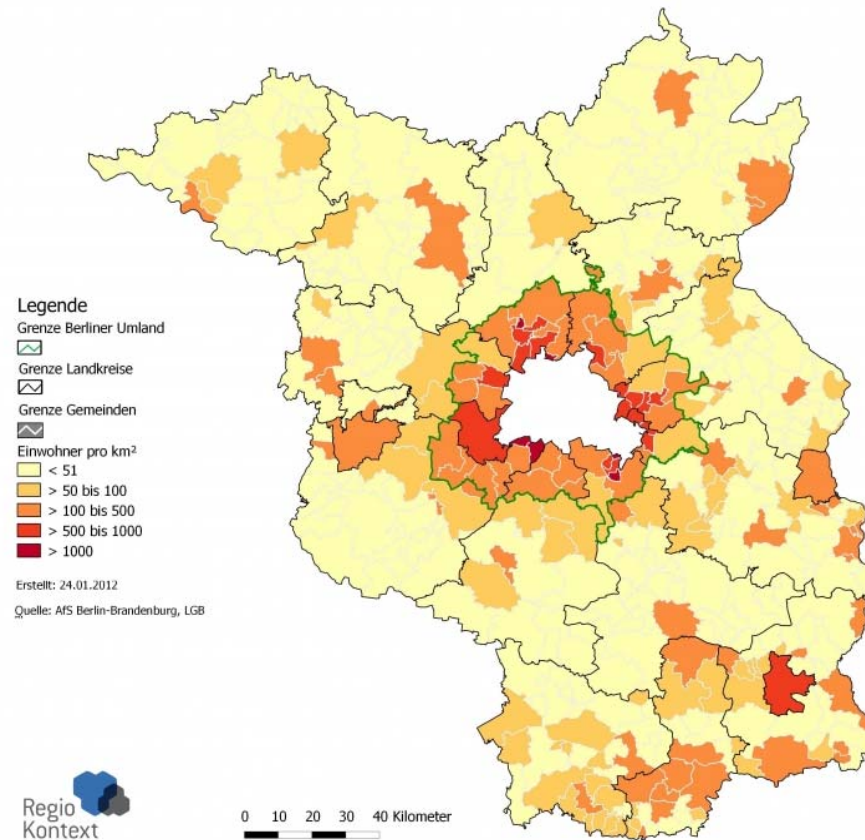 Legende
Grenze Berliner Umland
Grenze Landkreise
Grenze Gemeinden
Einwohner pro km²
< 51
> 50 bis 100
> 100 bis 500
> 500 bis 1000
> 1000
Erstellt: 24.01.2012
Quelle: AfS Berlin-Brandenburg, LGB
Regio
Kontext
0 10 20 30 40 Kilometer